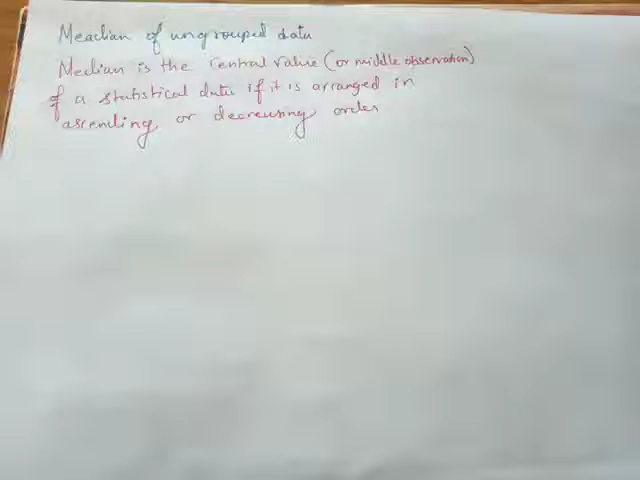 Meadian of ungrouped data
Median is the central value (or middle observation)
of a statistical data if it is arranged in
ascending or decreasing order